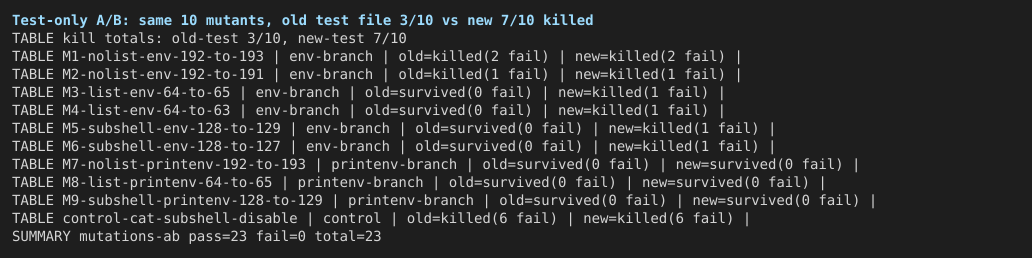 Test-only A/B: same 10 mutants, old test file 3/10 vs new 7/10 killed
TABLE kill totals: old-test 3/10, new-test 7/10
TABLE M1-nolist-env-192-to-193 | env-branch | old=killed(2 fail) | new=killed(2 fail) |
TABLE M2-nolist-env-192-to-191 | env-branch | old=killed(1 fail) | new=killed(1 fail) |
TABLE M3-list-env-64-to-65 | env-branch | old=survived(0 fail) | new=killed(1 fail) |
TABLE M4-list-env-64-to-63 | env-branch | old=survived(0 fail) | new=killed(1 fail) |
TABLE M5-subshell-env-128-to-129 | env-branch | old=survived(0 fail) | new=killed(1 fail) |
TABLE M6-subshell-env-128-to-127 | env-branch | old=survived(0 fail) | new=killed(1 fail) |
TABLE M7-nolist-printenv-192-to-193 | printenv-branch | old=survived(0 fail) | new=survived(0 fail) |
TABLE M8-list-printenv-64-to-65 | printenv-branch | old=survived(0 fail) | new=survived(0 fail) |
TABLE M9-subshell-printenv-128-to-129 | printenv-branch | old=survived(0 fail) | new=survived(0 fail) |
TABLE control-cat-subshell-disable | control | old=killed(6 fail) | new=killed(6 fail) |
SUMMARY mutations-ab pass=23 fail=0 total=23